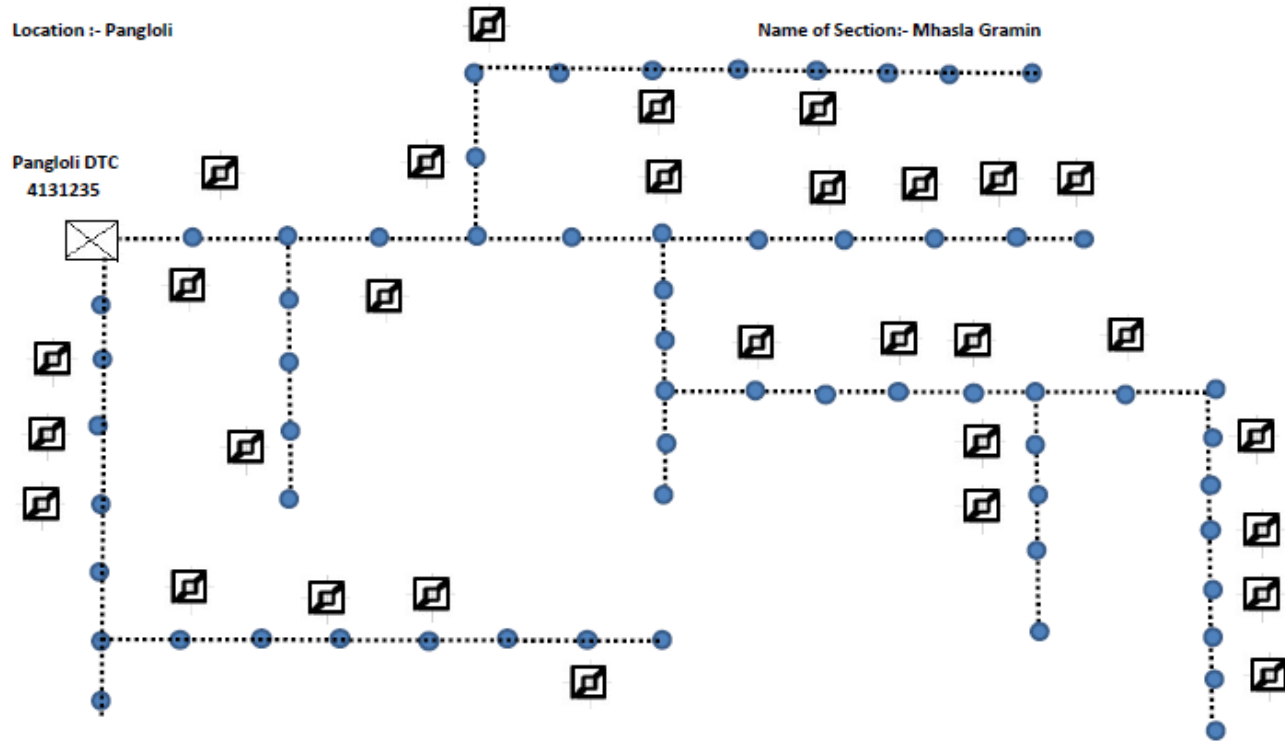 Location :- Pangloli
Name of Section:- Mhasla Gramin
Pangloli DTC
4131235